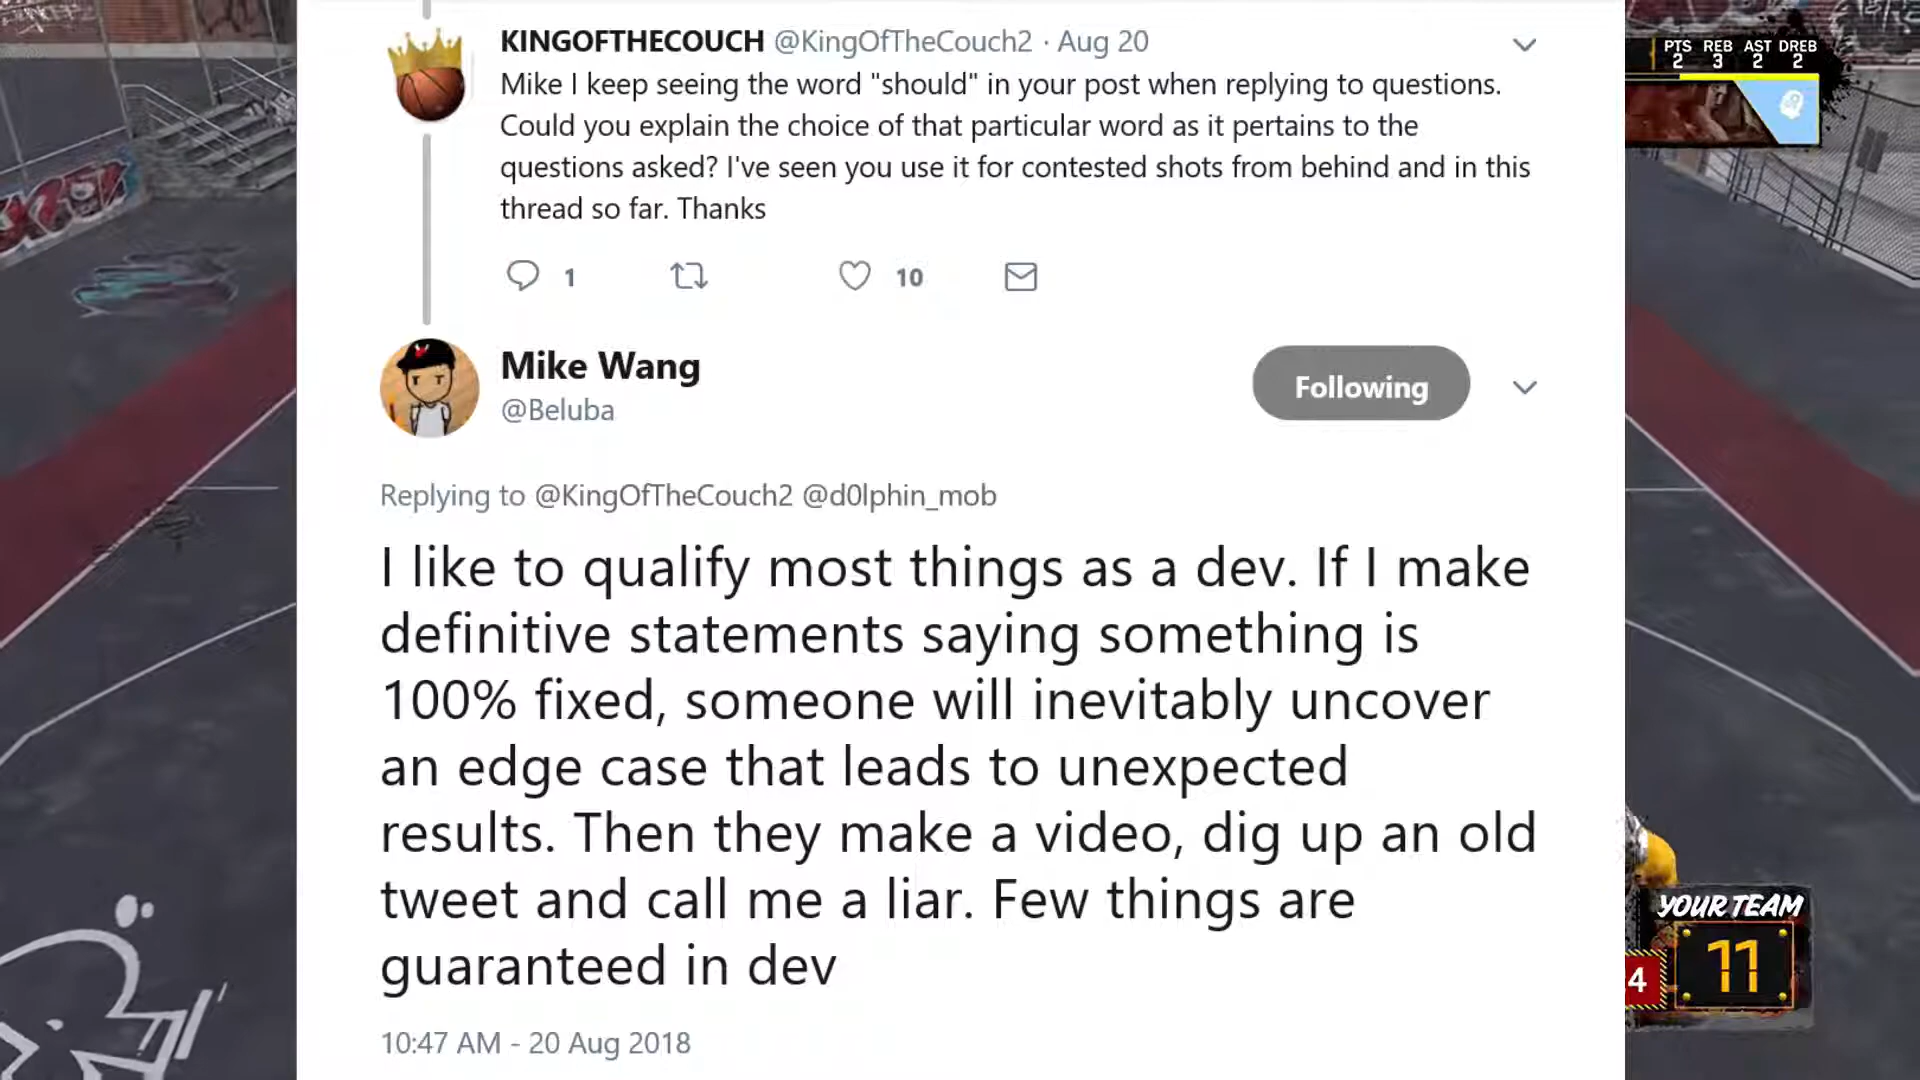 KINGOFTHECOUCH @KingOfTheCouch2 · Aug 20
Mike I keep seeing the word "should" in your post when replying to questions.
Could you explain the choice of that particular word as it pertains to the
questions asked? I've seen you use it for contested shots from behind and in this
thread so far. Thanks
1 10
Mike Wang
@Beluba
Following
Replying to @KingOfTheCouch2 @d0lphin_mob
I like to qualify most things as a dev. If I make
definitive statements saying something is
100% fixed, someone will inevitably uncover
an edge case that leads to unexpected
results. Then they make a video, dig up an old
tweet and call me a liar. Few things are
guaranteed in dev
10:47 AM - 20 Aug 2018
PTS REB AST DREB
2 3 2 2
YOUR TEAM
4 11